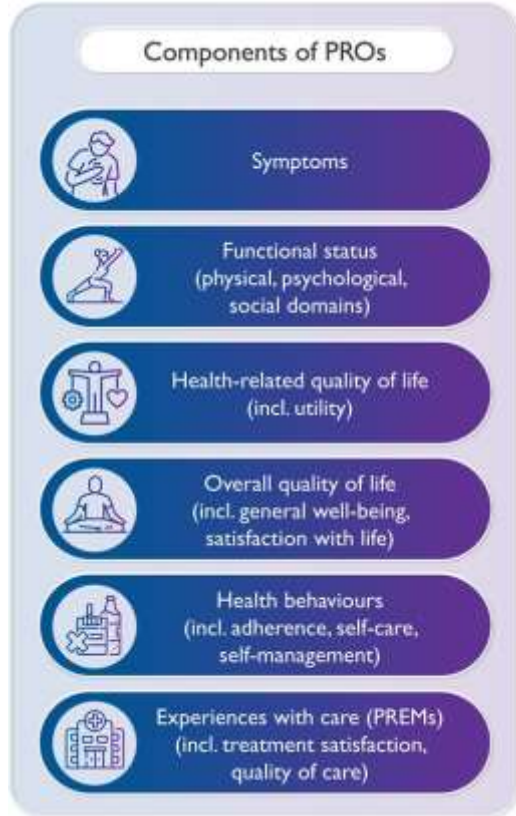 Components of PROs
Symptoms
Functional status
(physical, psychological,
social domains)
Health-related quality of life
(incl. utility)
Overall quality of life
(incl. general well-being,
satisfaction with life)
Health behaviours
(incl. adherence, self-care,
self-management)
Experiences with care (PREMs)
(incl. treatment satisfaction,
quality of care)